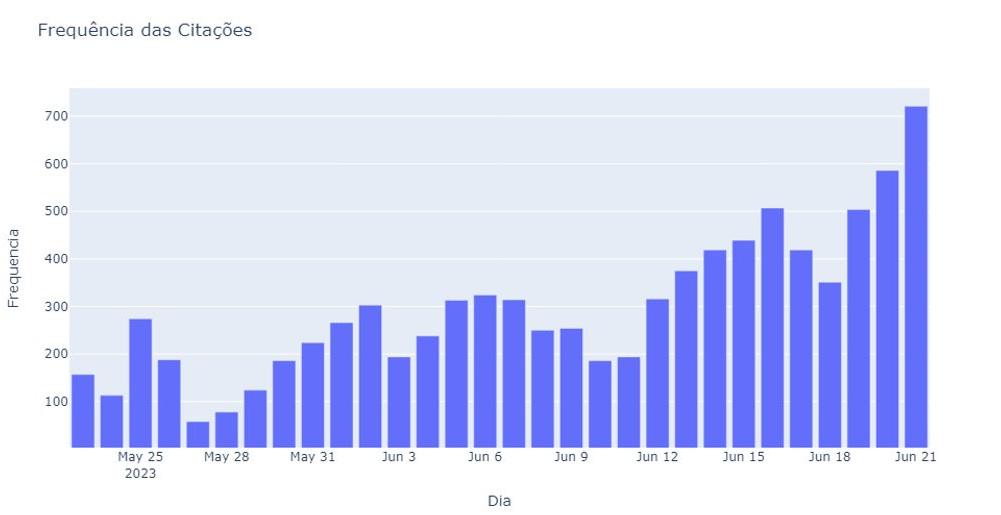 Frequência das Citações
700
600
500
400
300
200
100
Frequencia
May 25
2023
May 28
May 31
Jun 3
Jun 6
Jun 9
Jun 12
Jun 15
Jun 18
Jun 21
Dia